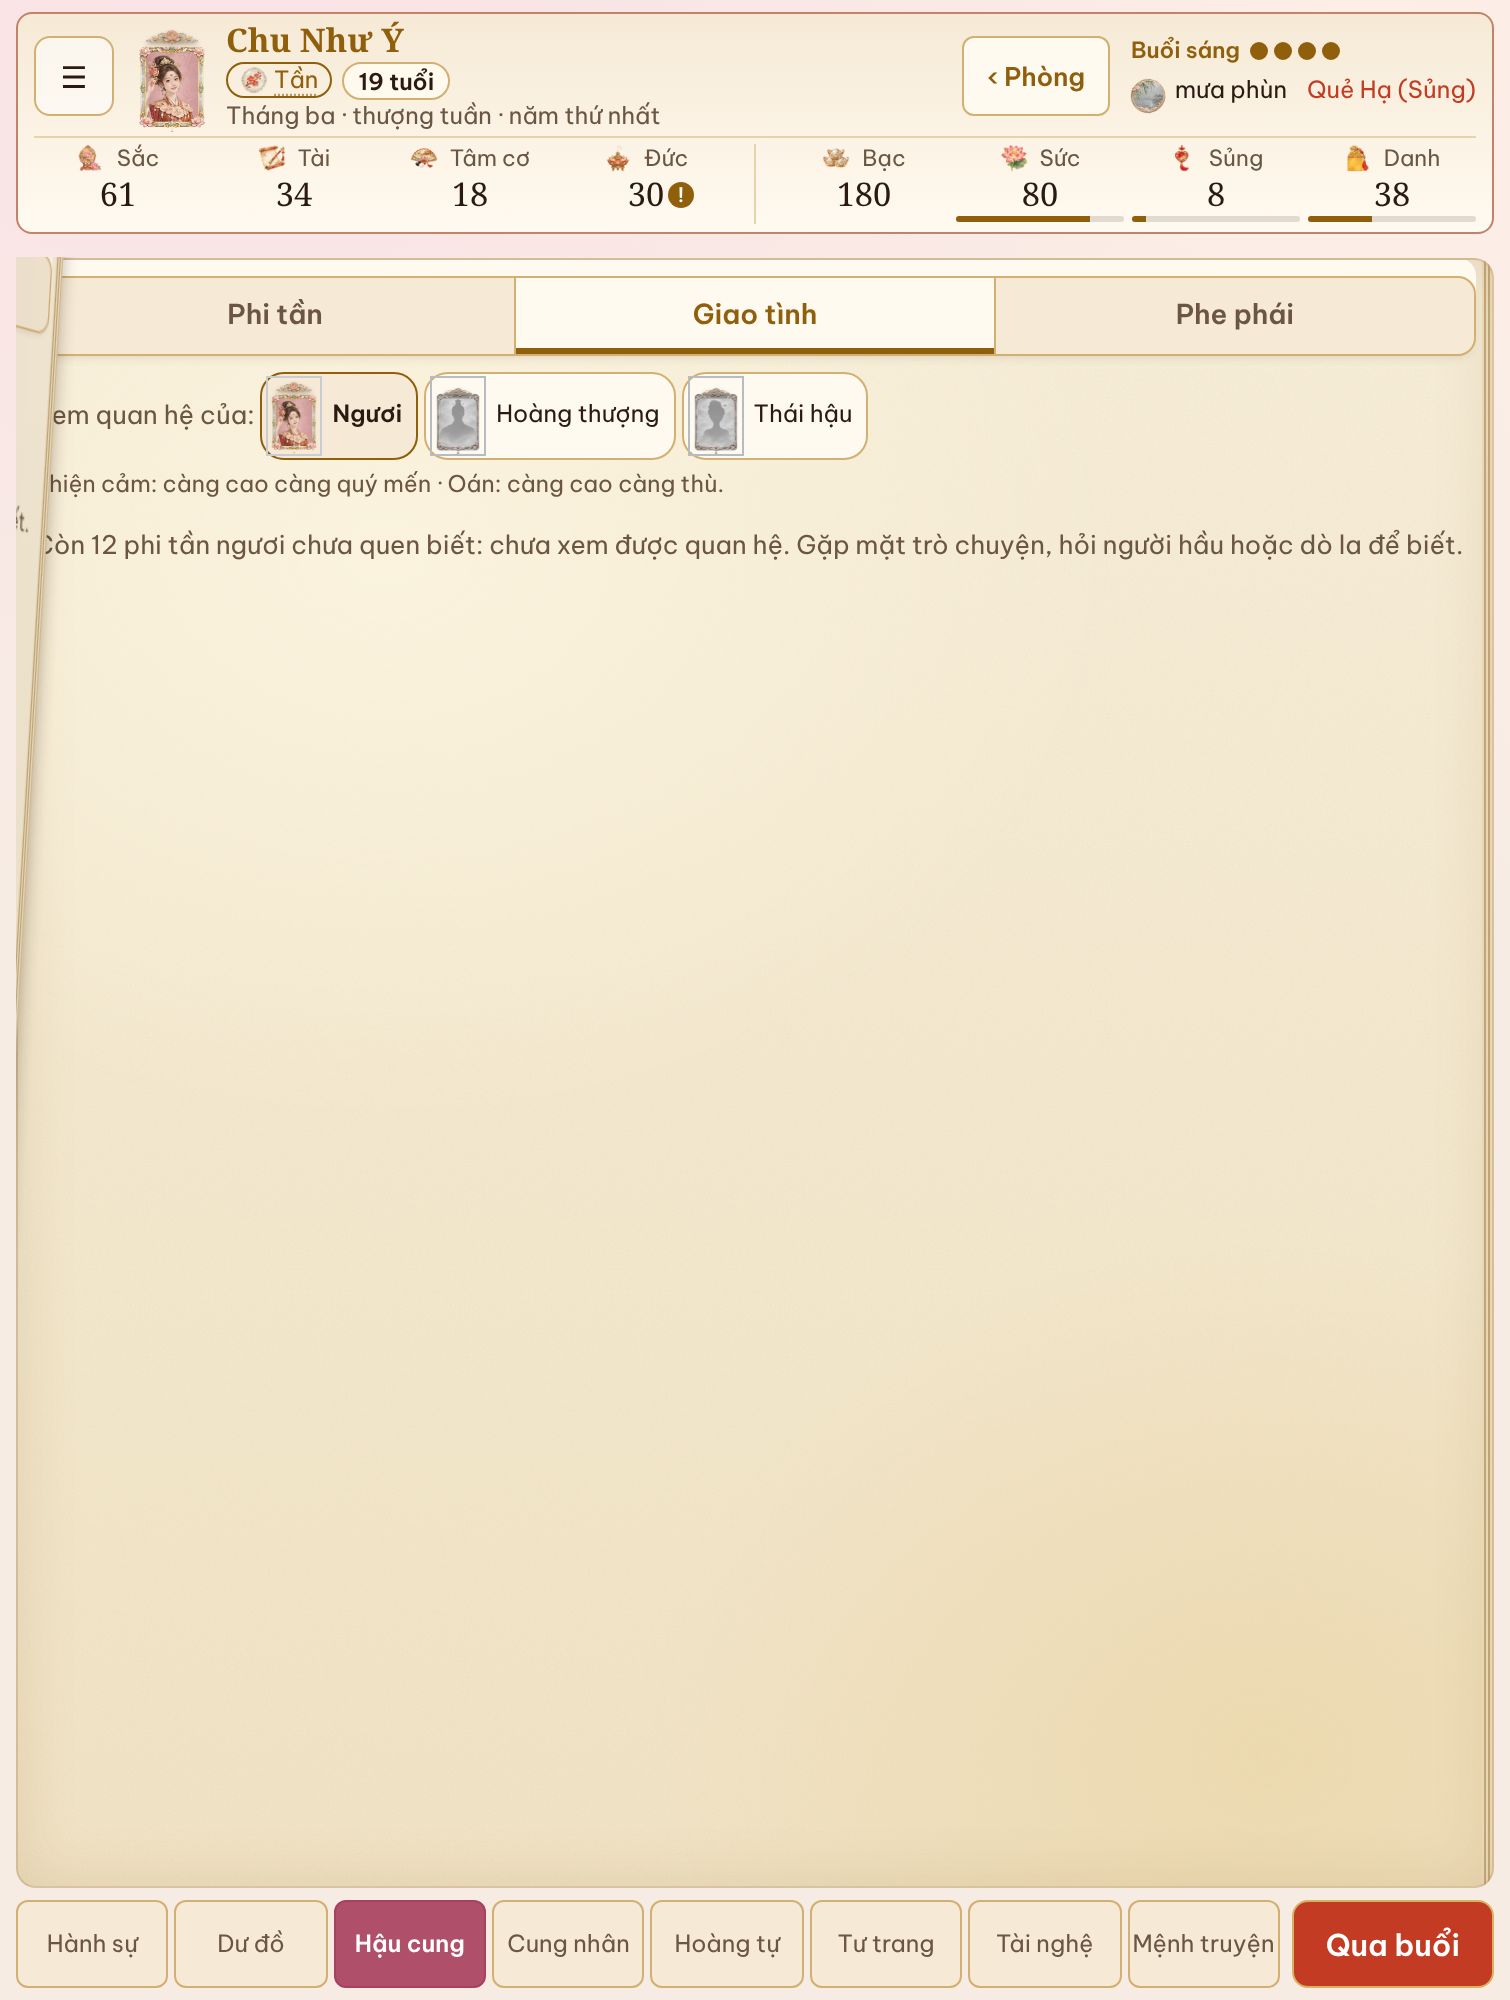 Chu Như Ý
Tần
19 tuổi
Tháng ba · thượng tuần · năm thứ nhất
‹ Phòng
Buổi sáng
mưa phùn
Quẻ Hạ (Sủng)
Sắc
61
Tài
34
Tâm cơ
18
Đức
30 !
Bạc
180
Sức
80
Sủng
8
Danh
38
Phi tần
Giao tình
Phe phái
em quan hệ của:
Ngươi
Hoàng thượng
Thái hậu
hiện cảm: càng cao càng quý mến · Oán: càng cao càng thù.
Còn 12 phi tần ngươi chưa quen biết: chưa xem được quan hệ. Gặp mặt trò chuyện, hỏi người hầu hoặc dò la để biết.
Hành sự
Dư đồ
Hậu cung
Cung nhân
Hoàng tự
Tư trang
Tài nghệ
Mệnh truyện
Qua buổi